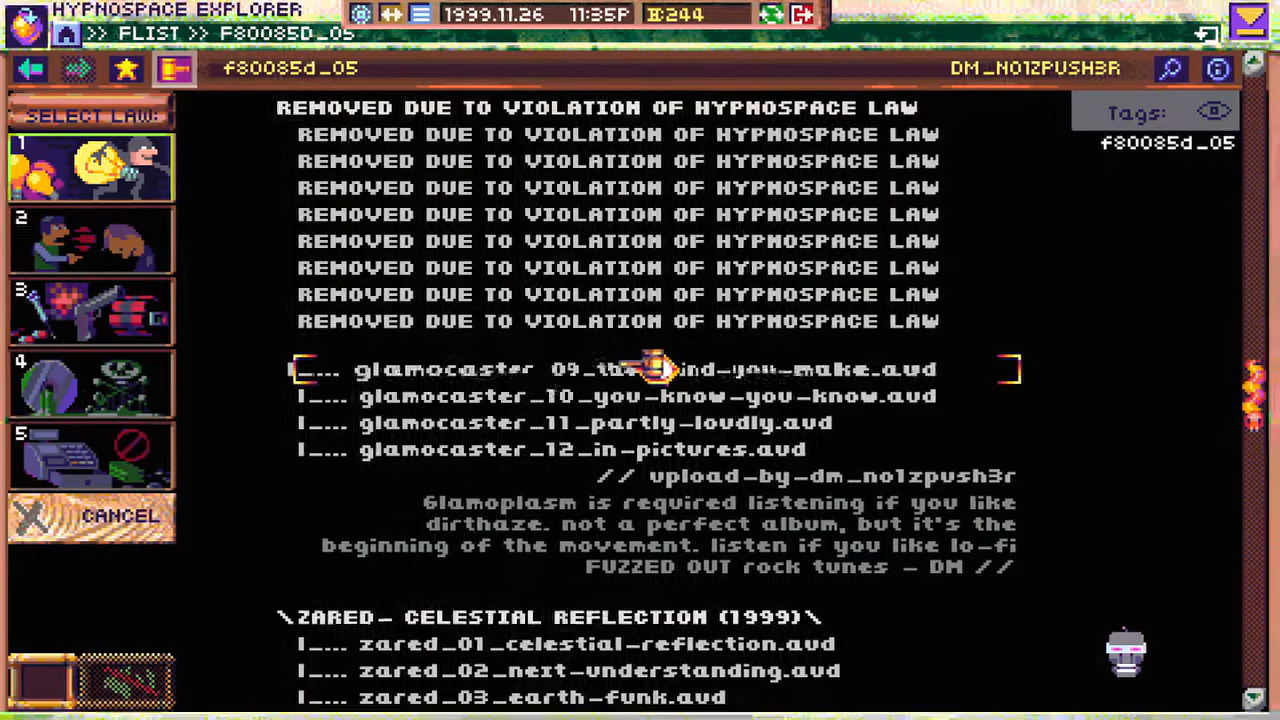 HYPNOSPACE EXPLORER
1999.11.26 11:35P 244
>> FLIST >> F80085D_05
f80085d_05
DM_NO1ZPUSH3R
SELECT LAW:
Tags:
f80085d_05
1
2
3
4
5
CANCEL
REMOVED DUE TO VIOLATION OF HYPNOSPACE LAW
REMOVED DUE TO VIOLATION OF HYPNOSPACE LAW
REMOVED DUE TO VIOLATION OF HYPNOSPACE LAW
REMOVED DUE TO VIOLATION OF HYPNOSPACE LAW
REMOVED DUE TO VIOLATION OF HYPNOSPACE LAW
REMOVED DUE TO VIOLATION OF HYPNOSPACE LAW
REMOVED DUE TO VIOLATION OF HYPNOSPACE LAW
REMOVED DUE TO VIOLATION OF HYPNOSPACE LAW
REMOVED DUE TO VIOLATION OF HYPNOSPACE LAW
|.... glamocaster_09_ -you-make.avd
|.... glamocaster_10_you-know-you-know.avd
|.... glamocaster_11_partly-loudly.avd
|.... glamocaster_12_in-pictures.avd
// upload-by-dm_no1zpush3r
Glamoplasm is required listening if you like
dirthaze. not a perfect album, but it's the
beginning of the movement. listen if you like lo-fi
FUZZED OUT rock tunes - DM //
\ZARED- CELESTIAL REFLECTION (1999)\
|.... zared_01_celestial-reflection.avd
|.... zared_02_next-understanding.avd
|.... zared_03_earth-funk.avd